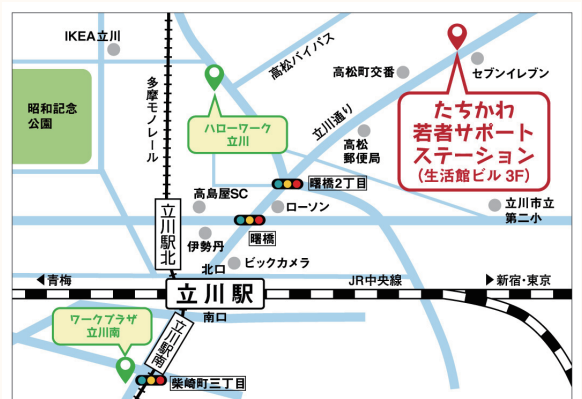 IKEA立川
多摩モノレール
高松バイパス
高松町交番
セブンイレブン
昭和記念
公園
ハローワーク
立川
立川通り
高松
郵便局
たちかわ
若者サポート
ステーション
(生活館ビル 3F)
曙橋2丁目
高島屋SC
ローソン
立川市立
第二小
立川駅北
伊勢丹
曙橋
北口
ビックカメラ
青梅
立川駅
JR中央線
新宿・東京
南口
ワークプラザ
立川南
立川駅南
柴崎町三丁目